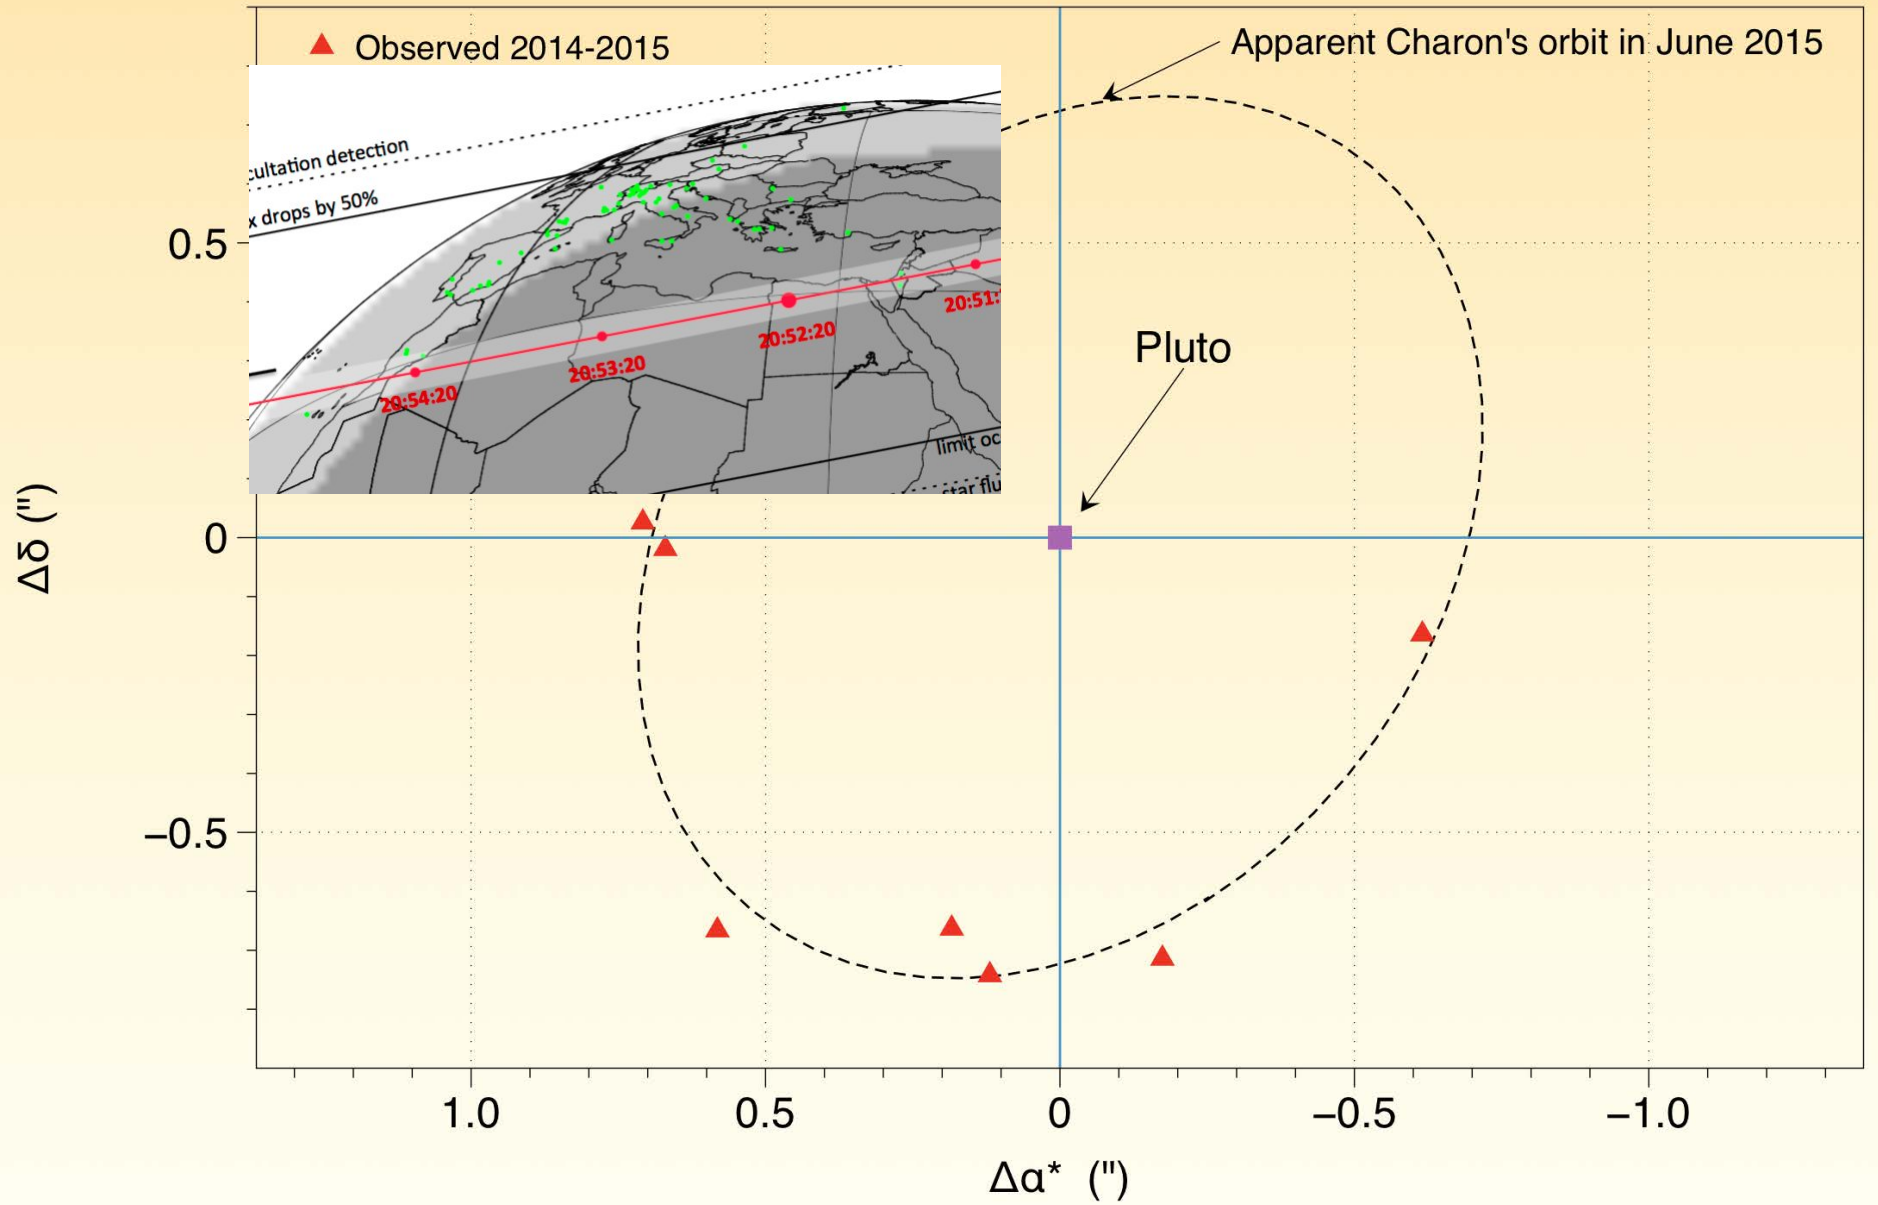 Observed 2014-2015
Apparent Charon's orbit in June 2015
cultation detection
x drops by 50%
0.5
20:51:
20:52:20
20:53:20
20:54:20
Pluto
limit oc
star flu
Δδ (")
0
−0.5
1.0
0.5
0
−0.5
−1.0
Δα* (")